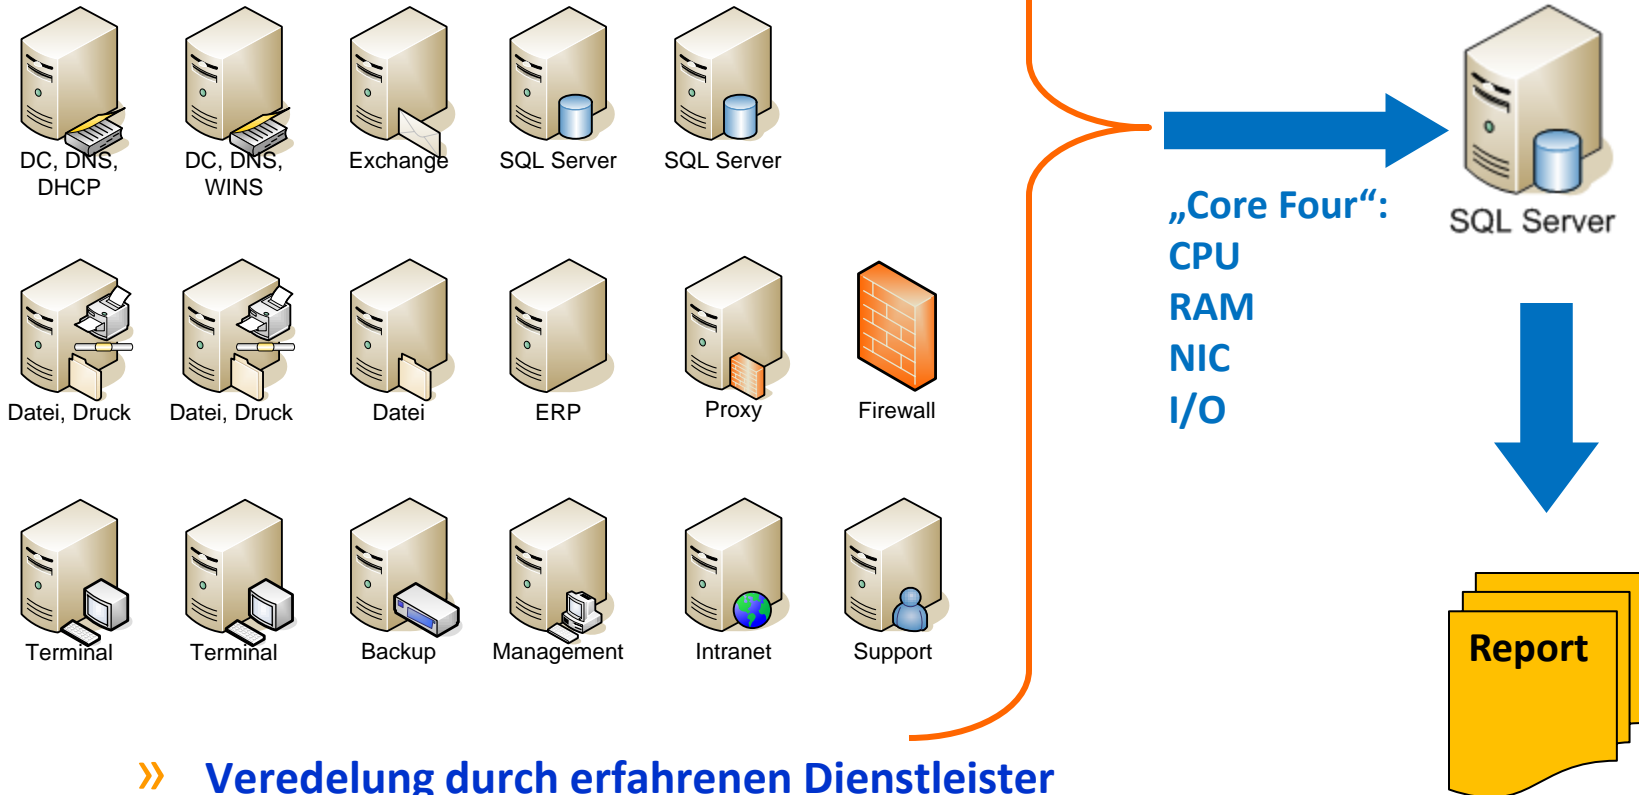 DC, DNS,
DHCP
DC, DNS,
WINS
Exchange
SQL Server
SQL Server
Datei, Druck
Datei, Druck
Datei
ERP
Proxy
Firewall
Terminal
Terminal
Backup
Management
Intranet
Support
„Core Four“:
CPU
RAM
NIC
I/O
SQL Server
Report
» Veredelung durch erfahrenen Dienstleister